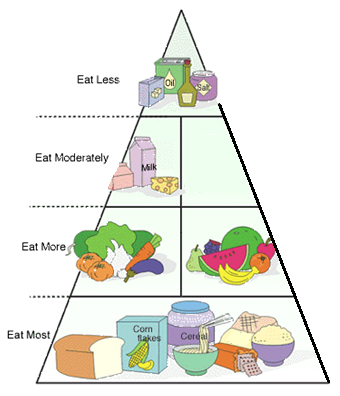 Eat Less
Oil
Salt
Eat Moderately
Milk
Eat More
Eat Most
Corn
flakes
Cereal